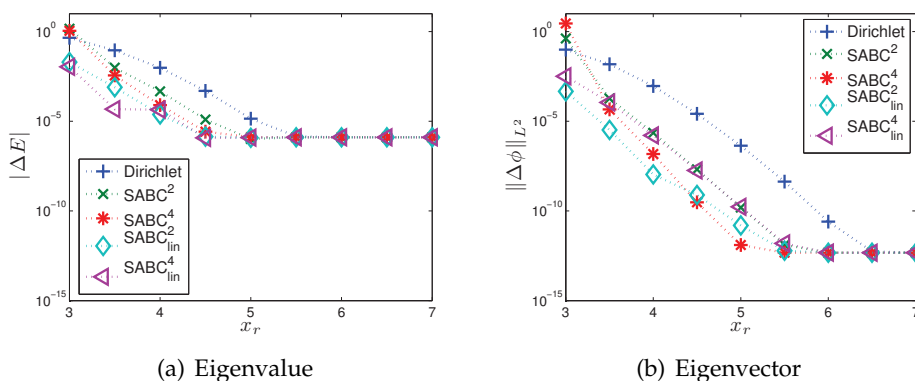 10^0
10^-5
10^-10
10^-15
|ΔE|
3 4 5 6 7
x_r
Dirichlet
SABC^2
SABC^4
SABC^2_lin
SABC^4_lin
(a) Eigenvalue
10^0
10^-5
10^-10
10^-15
||Δϕ||_L^2
3 4 5 6 7
x_r
Dirichlet
SABC^2
SABC^4
SABC^2_lin
SABC^4_lin
(b) Eigenvector